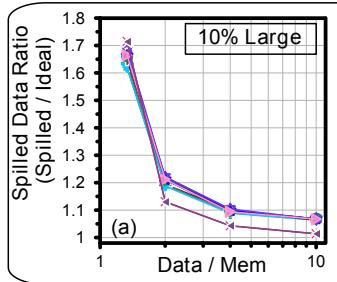 Spilled Data Ratio
(Spilled / Ideal)
1.8
1.7
1.6
1.5
1.4
1.3
1.2
1.1
1
10% Large
(a)
1
10
Data / Mem